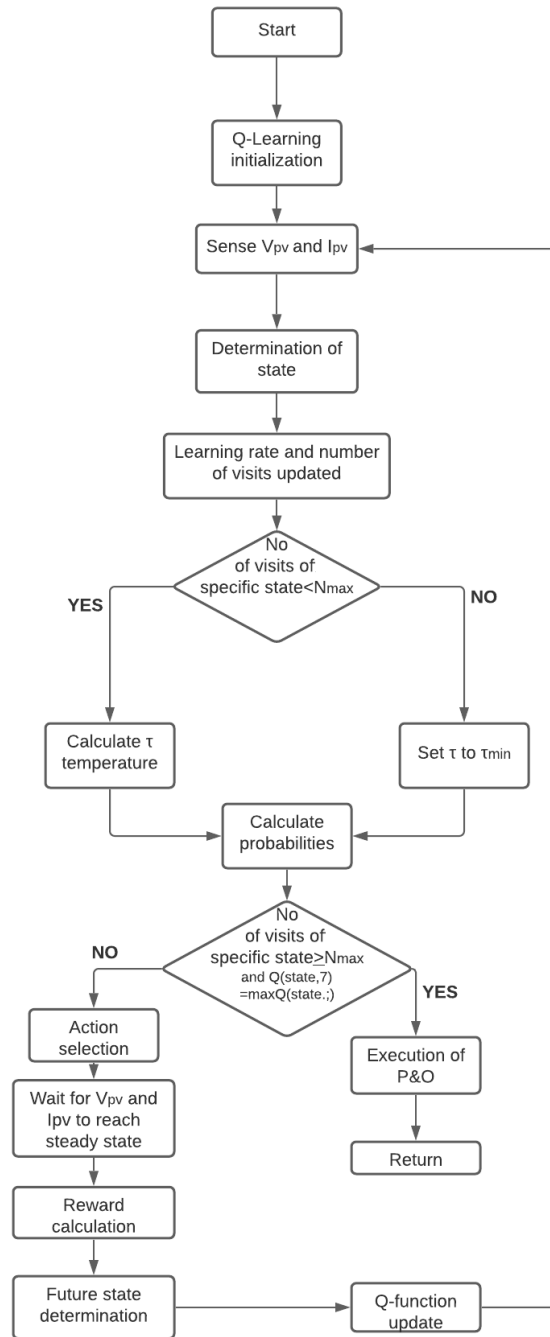 Start
Q-Learning
initialization
Sense Vpv and Ipv
Determination of
state
Learning rate and number
of visits updated
No
of visits of
specific state<Nmax
YES
NO
Calculate τ
temperature
Set τ to τmin
Calculate
probabilities
No
of visits of
specific state≥Nmax
and Q(state,7)
=maxQ(state.;)
NO
YES
Action
selection
Execution of
P&O
Wait for Vpv and
Ipv to reach
steady state
Return
Reward
calculation
Future state
determination
Q-function
update